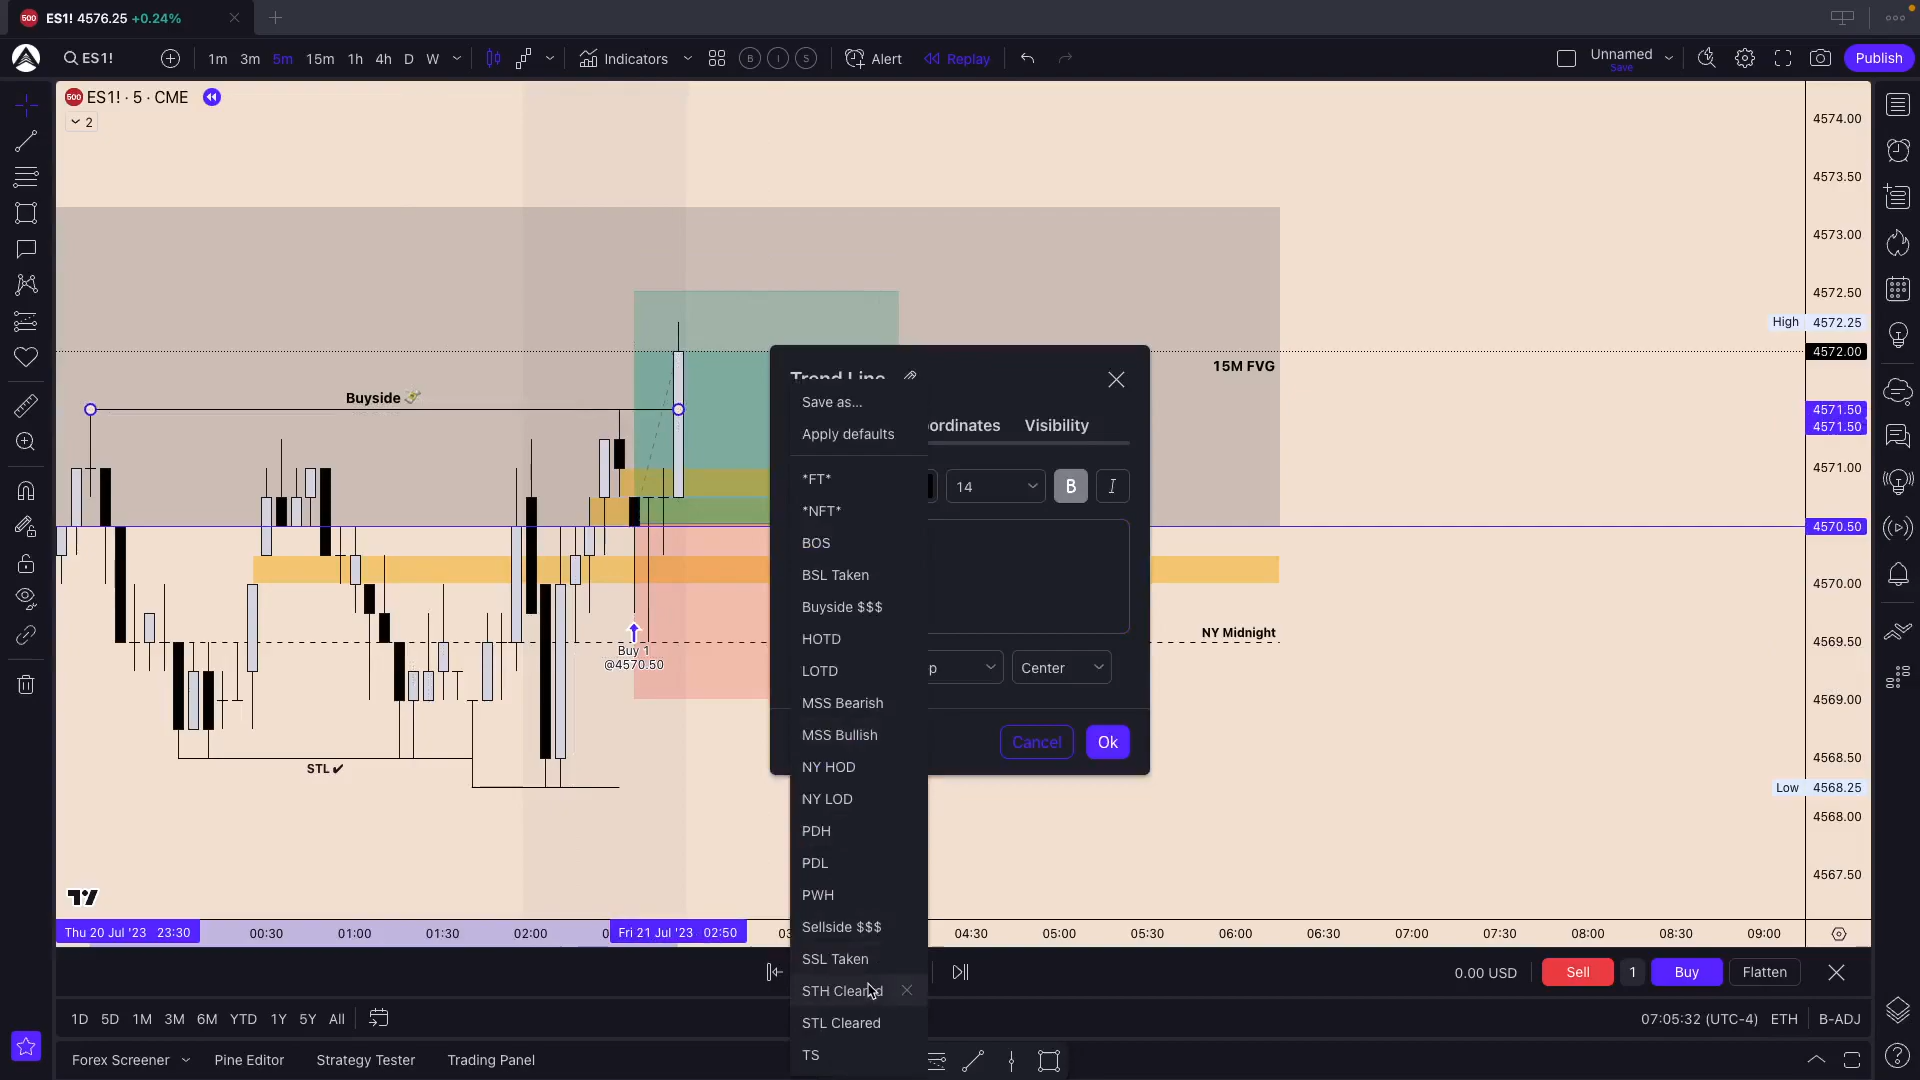 500 ES1! 4576.25 +0.24%
ES1! 1m 3m 5m 15m 1h 4h D W Indicators B I S Alert Replay Unnamed Save Publish
500 ES1! · 5 · CME
2
Buyside
15M FVG
NY Midnight
Buy 1
@4570.50
STL ✔
4574.00
4573.50
4573.00
4572.50
High 4572.25
4572.00
4571.50
4571.50
4571.00
4570.50
4570.00
4569.50
4569.00
4568.50
Low 4568.25
4568.00
4567.50
Trend Line
oordinates Visibility
14 B I
p Center
Cancel Ok
Save as...
Apply defaults
*FT*
*NFT*
BOS
BSL Taken
Buyside $$$
HOTD
LOTD
MSS Bearish
MSS Bullish
NY HOD
NY LOD
PDH
PDL
PWH
Sellside $$$
SSL Taken
STH Cleared
STL Cleared
TS
Thu 20 Jul '23 23:30 00:30 01:00 01:30 02:00 Fri 21 Jul '23 02:50 04:30 05:00 05:30 06:00 06:30 07:00 07:30 08:00 08:30 09:00
0.00 USD Sell 1 Buy Flatten
1D 5D 1M 3M 6M YTD 1Y 5Y All 07:05:32 (UTC-4) ETH B-ADJ
Forex Screener Pine Editor Strategy Tester Trading Panel